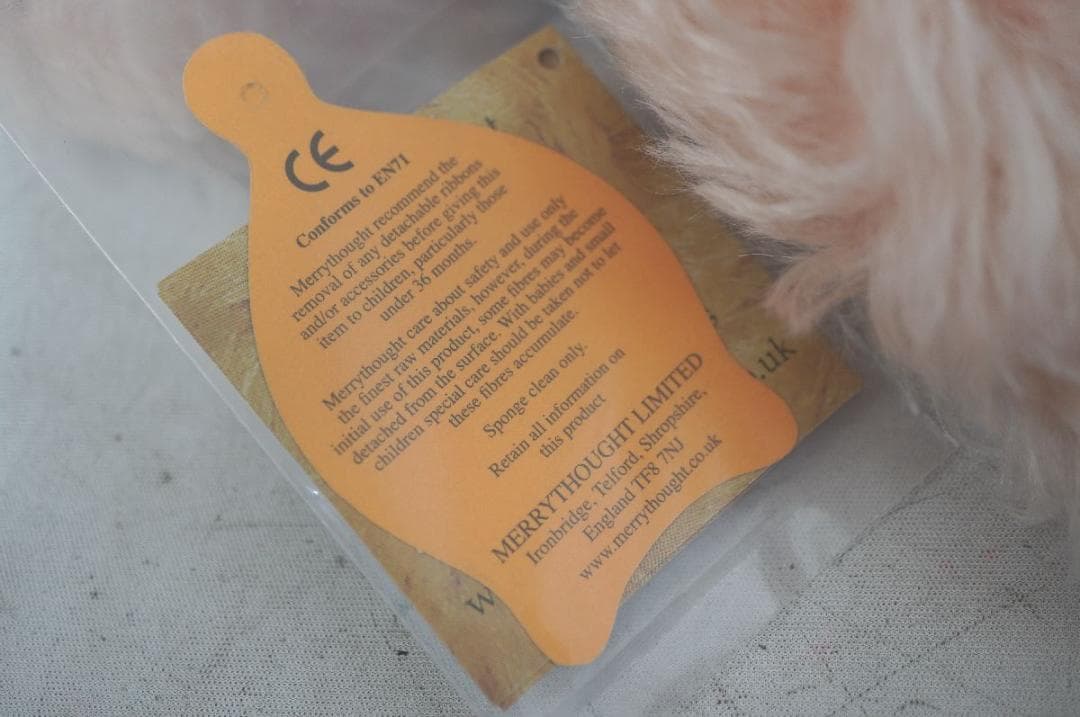 CE
Conforms to EN71
Merrythought recommend the
removal of any detachable ribbons
and/or accessories before giving this
item to children, particularly those
under 36 months.
Merrythought care about safety and use only
the finest raw materials, however, during the
initial use of this product, some fibres may become
detached from the surface. With babies and small
children special care should be taken not to let
these fibres accumulate.
Sponge clean only.
Retain all information on
this product
MERRYTHOUGHT LIMITED
Ironbridge, Telford, Shropshire,
England TF8 7NJ
www.merrythought.co.uk
.uk